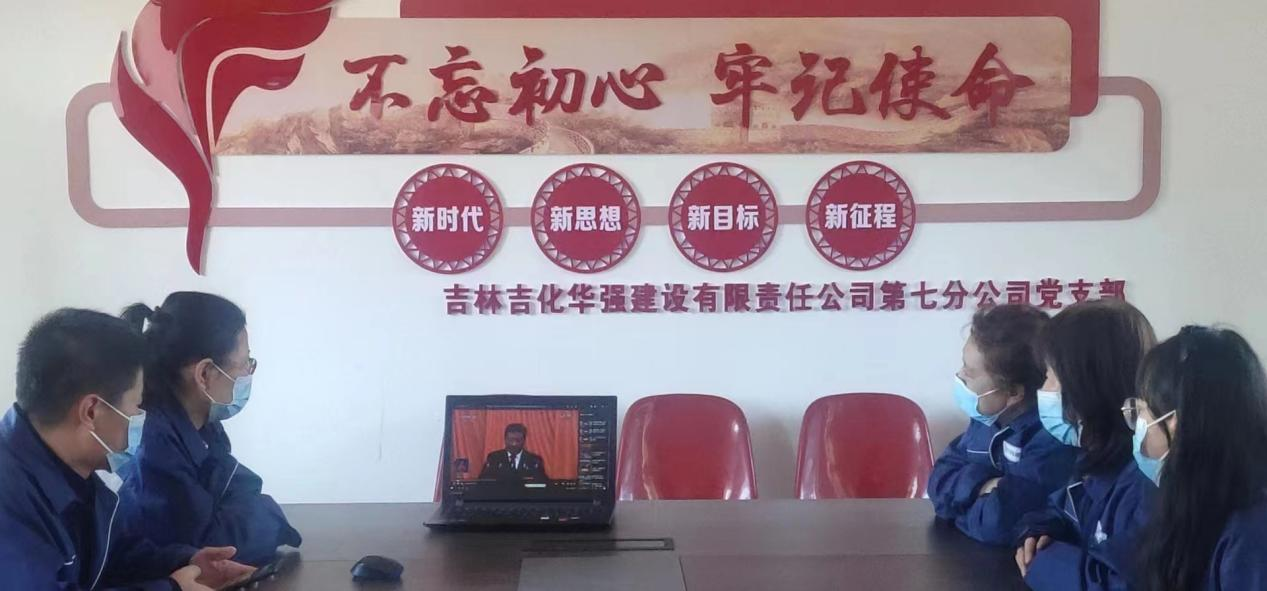 不忘初心 牢记使命
新时代 新思想 新目标 新征程
吉林吉化华强建设有限责任公司第七分公司党支部